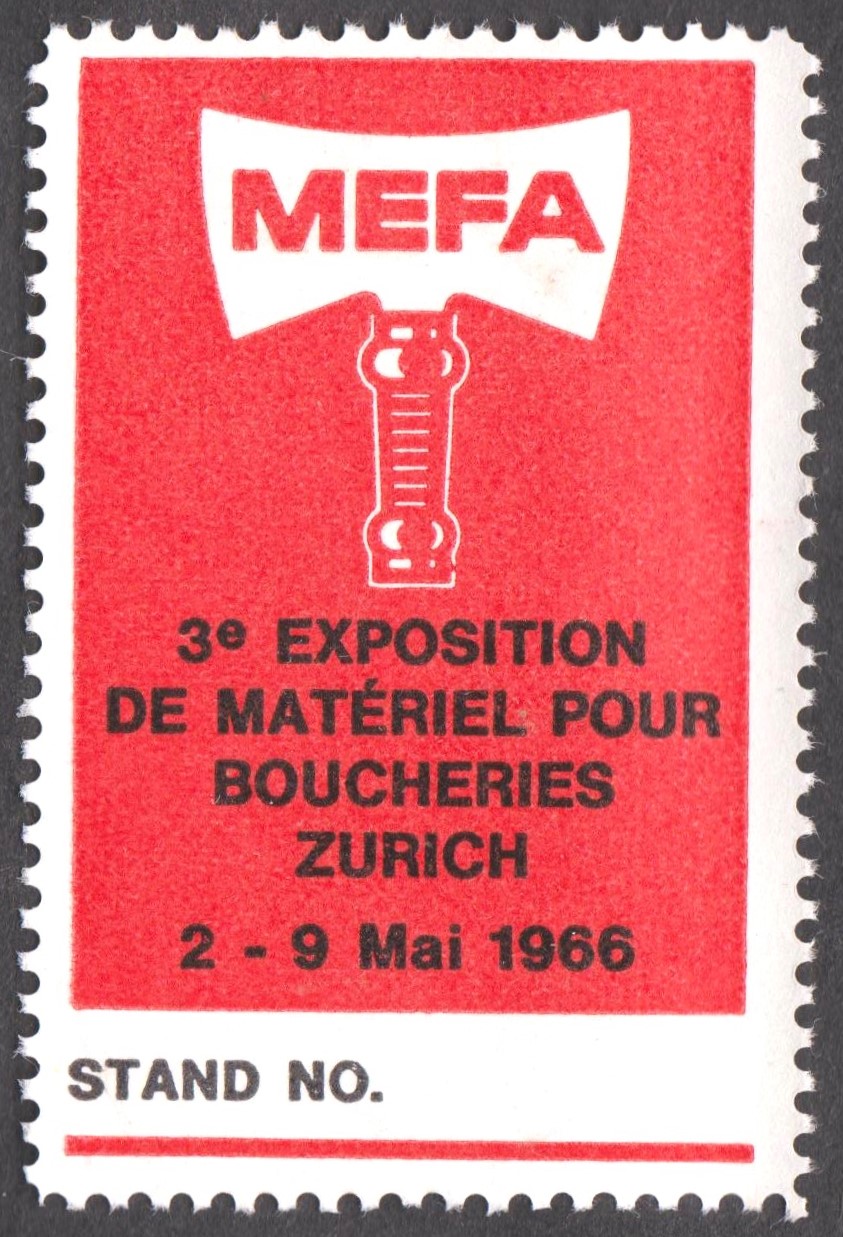 MEFA
3e EXPOSITION
DE MATÉRIEL POUR
BOUCHERIES
ZURICH
2 - 9 Mai 1966
STAND NO.